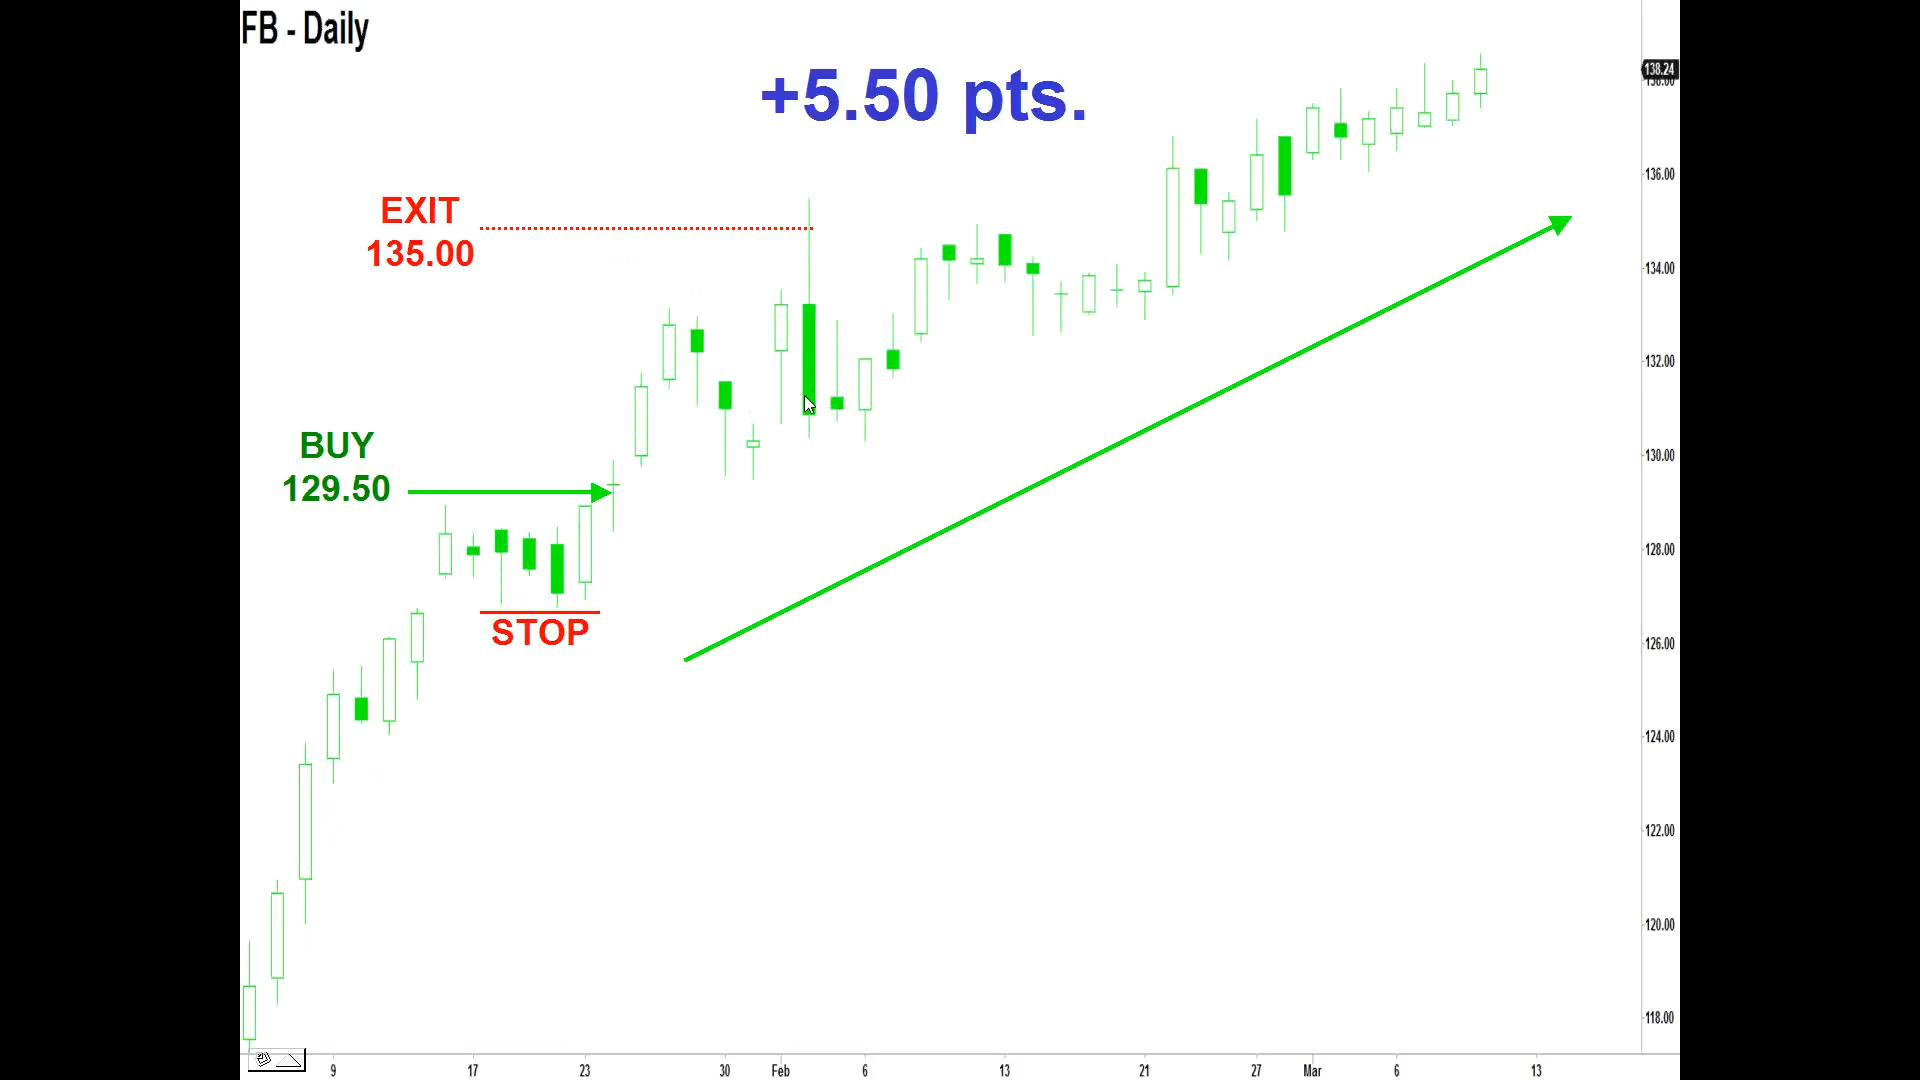 FB - Daily
+5.50 pts.
138.24
138.00
136.00
EXIT
135.00
134.00
132.00
BUY
129.50
130.00
128.00
STOP
126.00
124.00
122.00
120.00
118.00
9 17 23 30 Feb 6 13 21 27 Mar 6 13